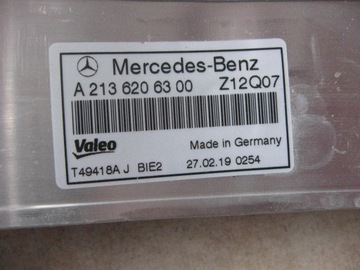 Mercedes-Benz
A 213 620 63 00 Z12Q07
Valeo Made in Germany
T49418A J BIE2 27.02.19 0254